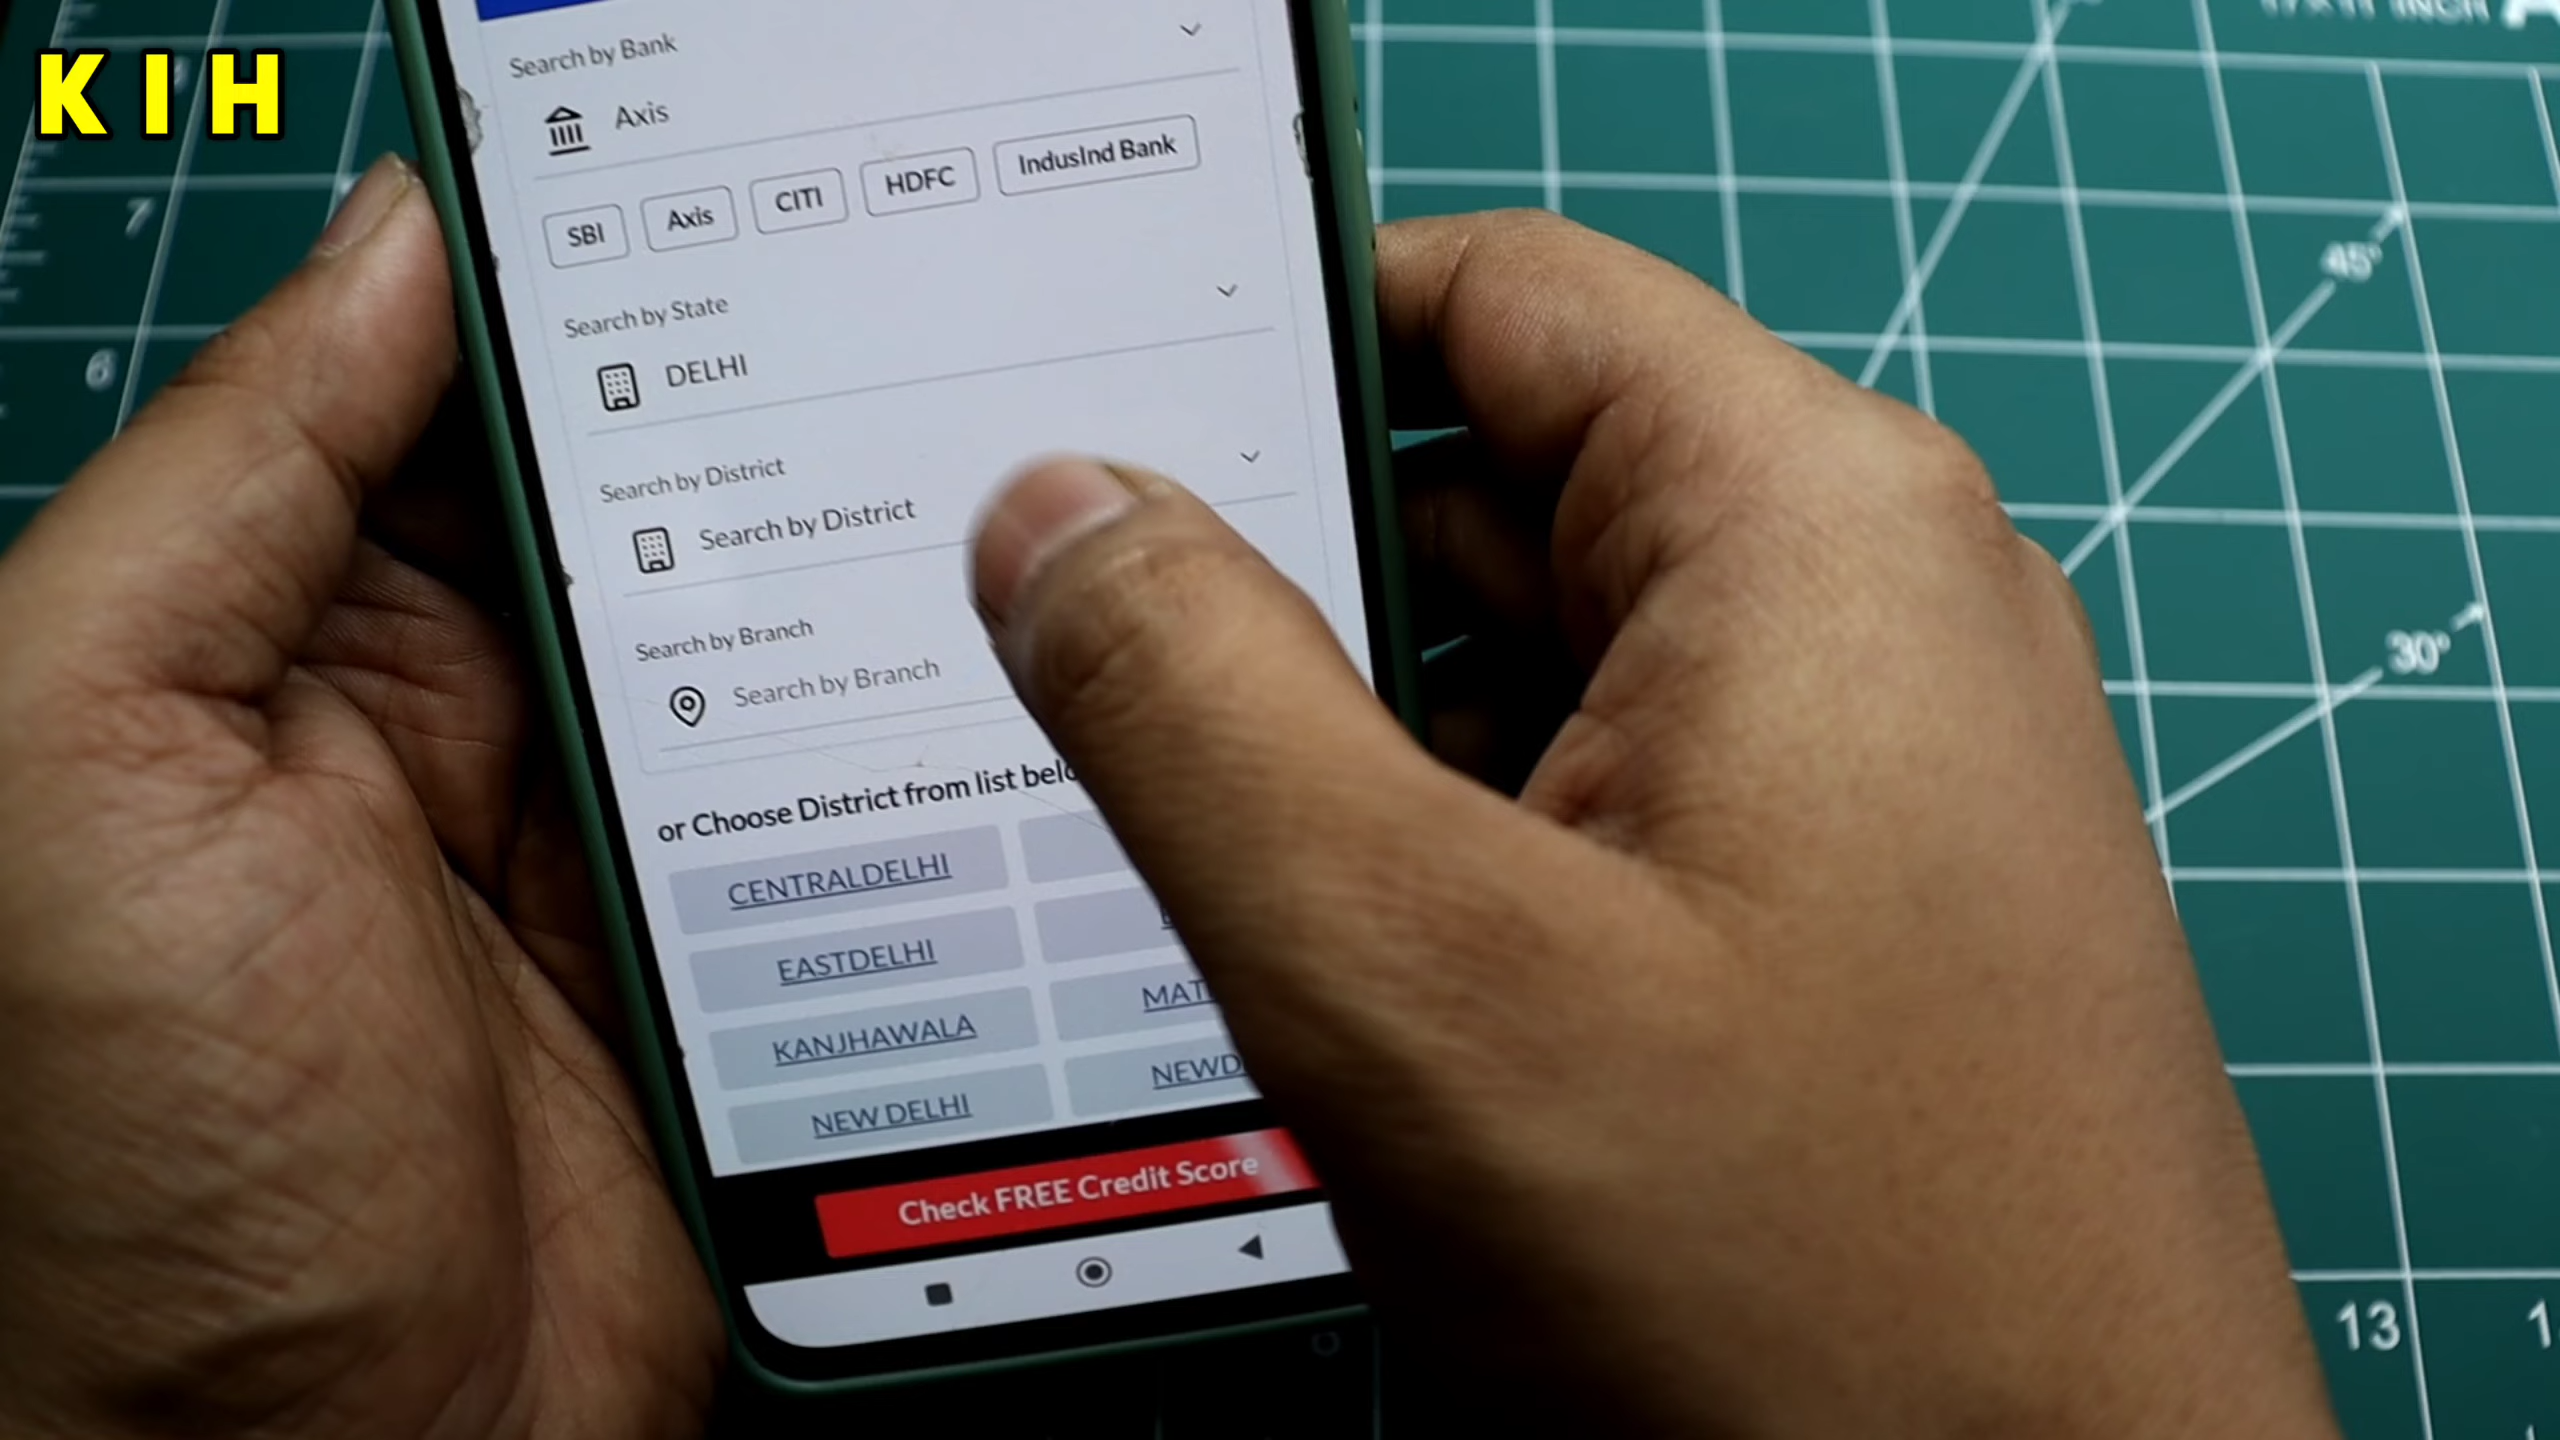 KIH
Search by Bank
Axis
SBI Axis CITI HDFC IndusInd Bank
Search by State
DELHI
Search by District
Search by District
Search by Branch
Search by Branch
or Choose District from list
CENTRALDELHI
EASTDELHI
KANJHAWALA
NEW DELHI
Check FREE Credit Score
7
6
45°
30°
13